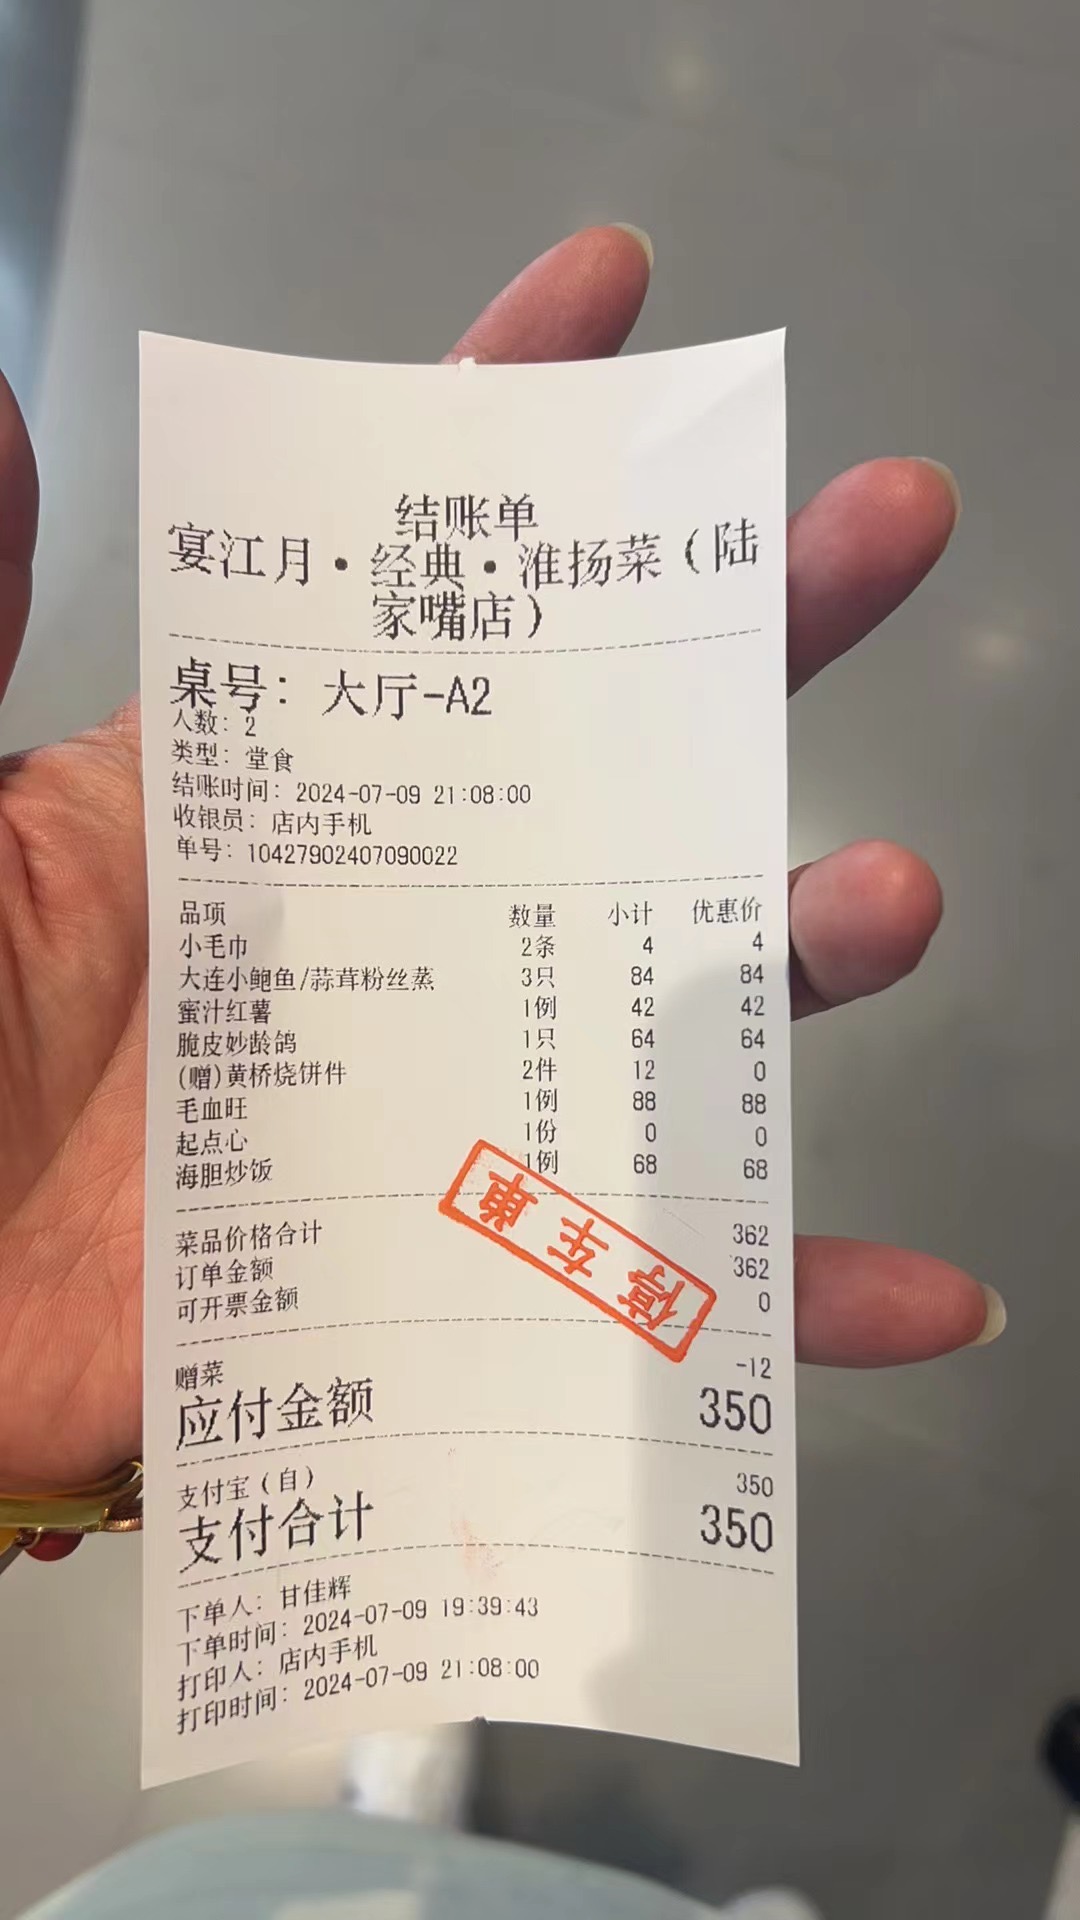 结账单
宴江月·经典·淮扬菜（陆
家嘴店）
桌号：大厅-A2
人数：2
类型：堂食
结账时间：2024-07-09 21:08:00
收银员：店内手机
单号：10427902407090022
品项 数量 小计 优惠价
小毛巾 2条 4 4
大连小鲍鱼/蒜茸粉丝蒸 3只 84 84
蜜汁红薯 1例 42 42
脆皮妙龄鸽 1只 64 64
(赠)黄桥烧饼件 2件 12 0
毛血旺 1例 88 88
起点心 1份 0 0
海胆炒饭 1例 68 68
停车单
菜品价格合计 362
订单金额 362
可开票金额 0
赠菜 -12
应付金额 350
支付宝（自） 350
支付合计 350
下单人：甘佳辉
下单时间：2024-07-09 19:39:43
打印人：店内手机
打印时间：2024-07-09 21:08:00